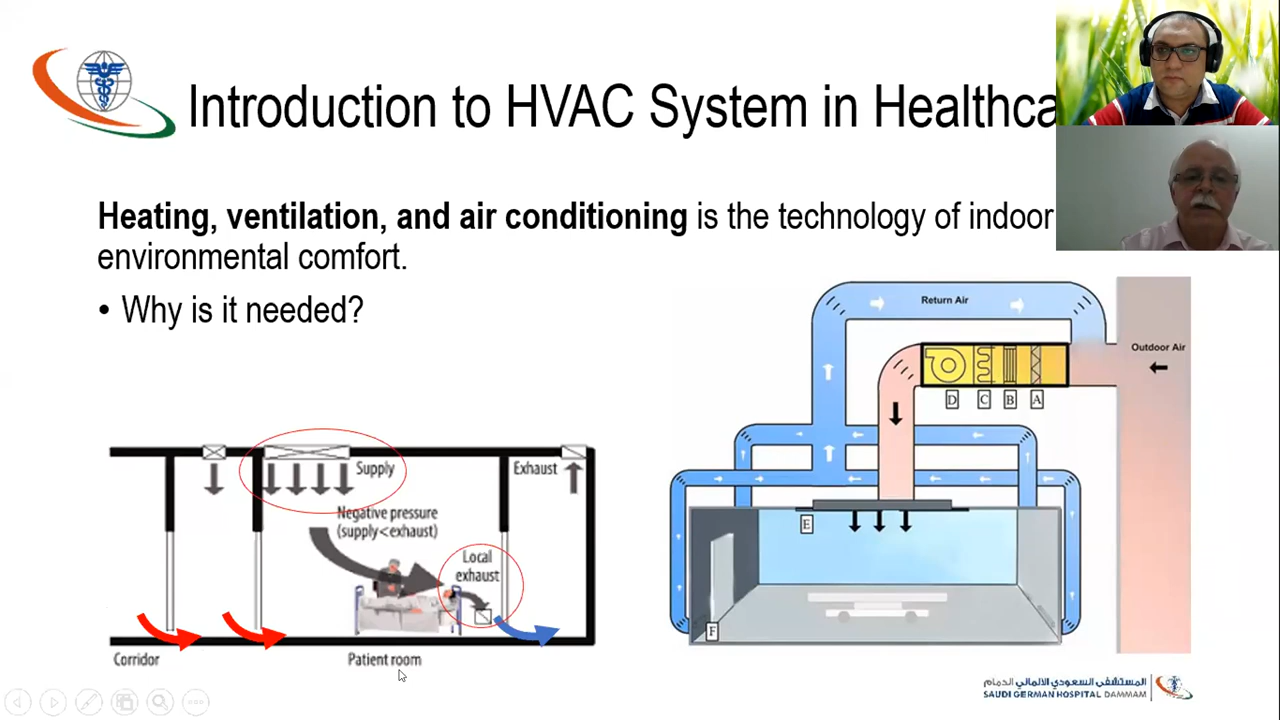 Introduction to HVAC System in Healthca
Heating, ventilation, and air conditioning is the technology of indoor
environmental comfort.
• Why is it needed?
Return Air
Outdoor Air
D C B A
E
F
Supply
Exhaust
Negative pressure
(supply<exhaust)
Local
exhaust
Corridor
Patient room
المستشفى السعودي الألماني الدمام
SAUDI GERMAN HOSPITAL DAMMAM